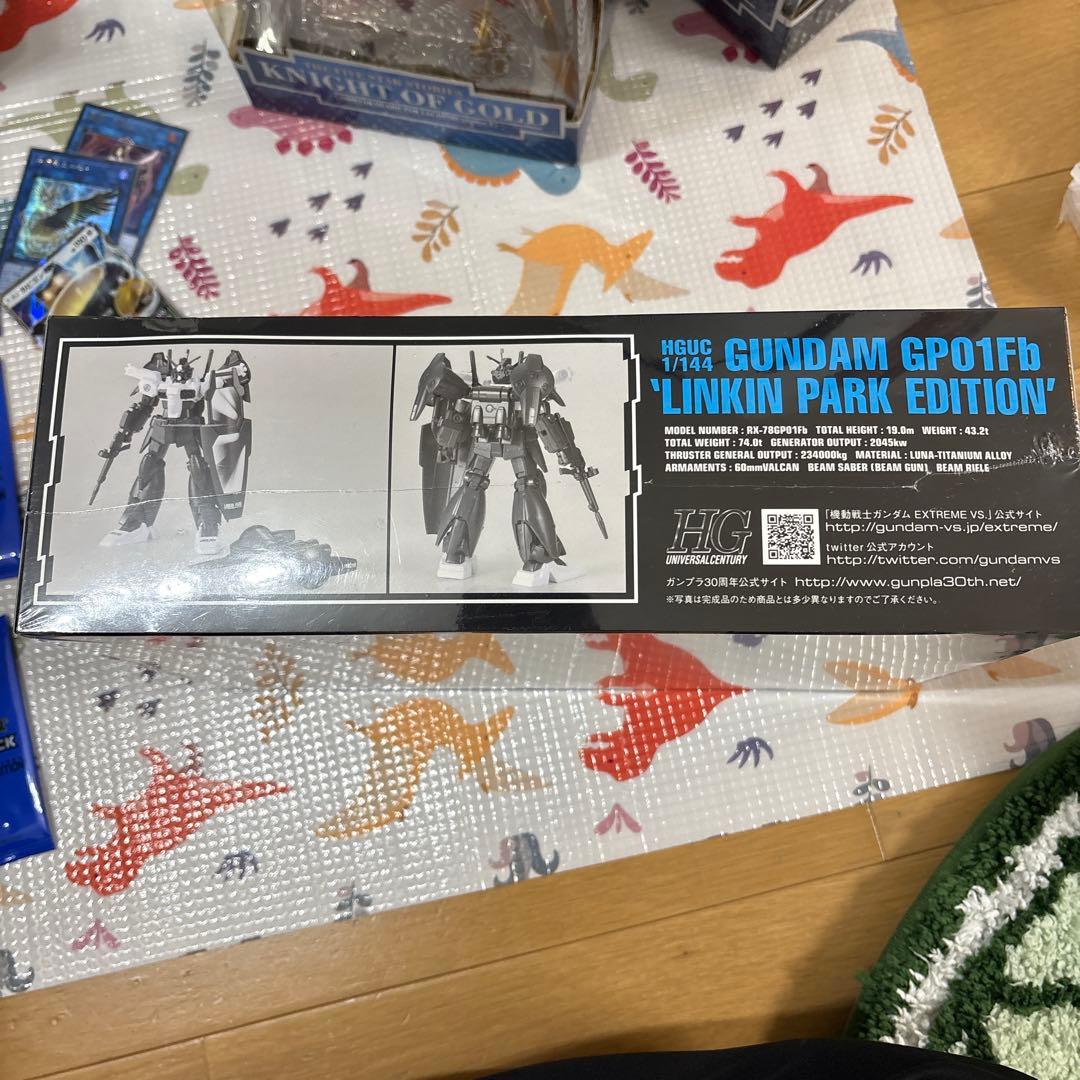 THE FIVE STAR STORIES
KNIGHT OF GOLD
HGUC
1/144
GUNDAM GP01Fb
'LINKIN PARK EDITION'
MODEL NUMBER : RX-78GP01Fb TOTAL HEIGHT : 19.0m WEIGHT : 43.2t
TOTAL WEIGHT : 74.0t GENERATOR OUTPUT : 2045kw
THRUSTER GENERAL OUTPUT : 234000kg MATERIAL : LUNA-TITANIUM ALLOY
ARMAMENTS : 60mmVALCAN BEAM SABER (BEAM GUN) BEAM RIFLE
HG
UNIVERSAL CENTURY
「機動戦士ガンダム EXTREME VS.」公式サイト
http://gundam-vs.jp/extreme/
twitter 公式アカウント
http://twitter.com/gundamvs
ガンプラ30周年公式サイト http://www.gunpla30th.net/
※写真は完成品のため商品とは多少異なりますのでご了承ください。